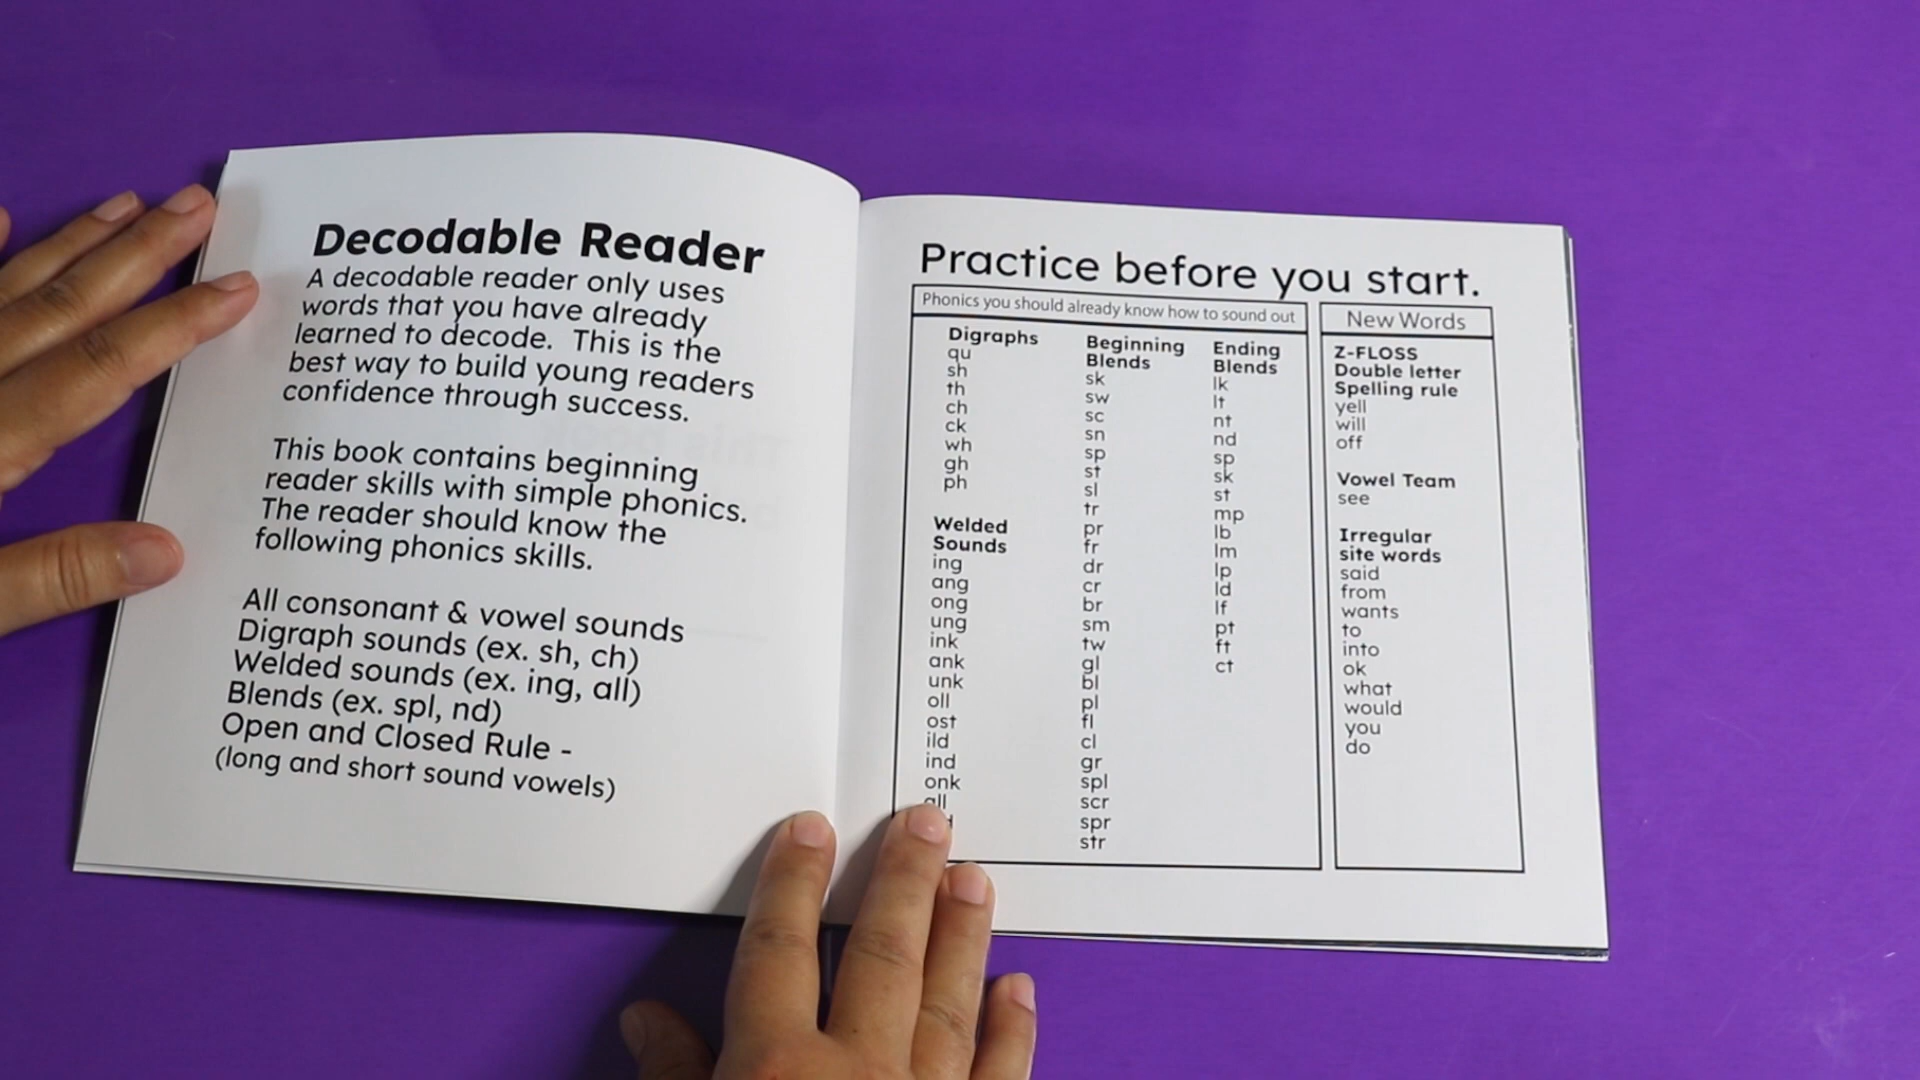 Decodable Reader
A decodable reader only uses
words that you have already
learned to decode. This is the
best way to build young readers
confidence through success.
This book contains beginning
reader skills with simple phonics.
The reader should know the
following phonics skills.
All consonant & vowel sounds
Digraph sounds (ex. sh, ch)
Welded sounds (ex. ing, all)
Blends (ex. spl, nd)
Open and Closed Rule -
(long and short sound vowels)
Practice before you start.
Phonics you should already know how to sound out
Digraphs
qu
sh
th
ch
ck
wh
gh
ph
Welded
Sounds
ing
ang
ong
ung
ink
ank
unk
oll
ost
ild
ind
onk
all
Beginning
Blends
sk
sw
sc
sn
sp
st
sl
tr
pr
fr
dr
cr
br
sm
tw
gl
bl
pl
fl
cl
gr
spl
scr
spr
str
Ending
Blends
lk
lt
nt
nd
sp
sk
st
mp
lb
lm
lp
ld
lf
pt
ft
ct
New Words
Z-FLOSS
Double letter
Spelling rule
yell
will
off
Vowel Team
see
Irregular
site words
said
from
wants
to
into
ok
what
would
you
do